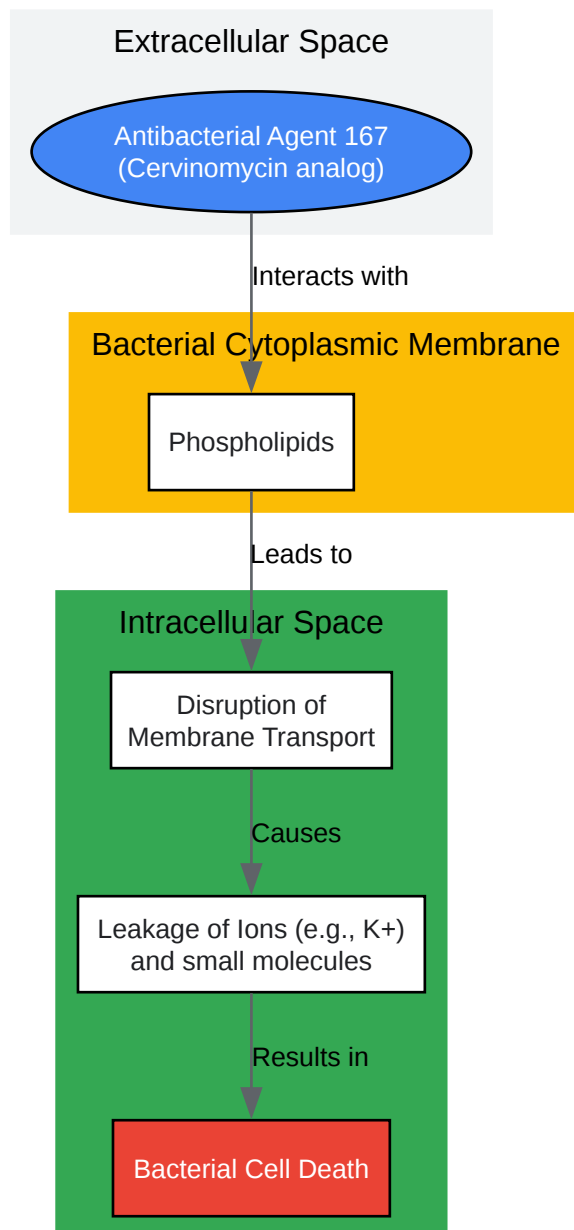 Extracellular Space
Antibacterial Agent 167
(Cervinomycin analog)
Interacts with
Bacterial Cytoplasmic Membrane
Phospholipids
Leads to
Intracellular Space
Disruption of
Membrane Transport
Causes
Leakage of Ions (e.g., K+)
and small molecules
Results in
Bacterial Cell Death